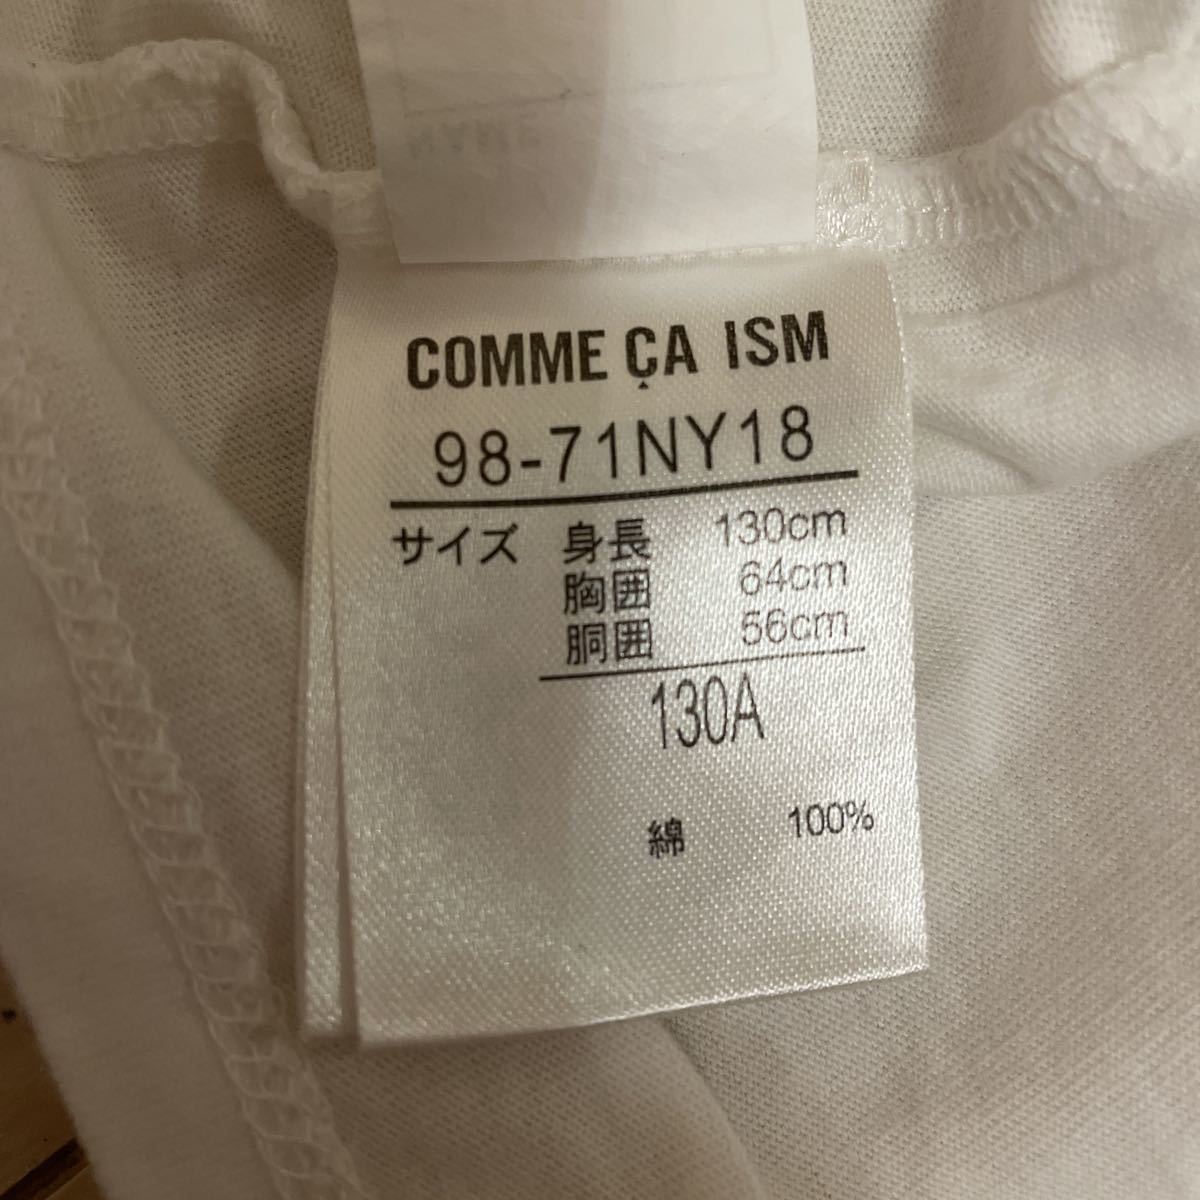 NAME
COMME ÇA ISM
98-71NY18
サイズ 身長 130cm
胸囲 64cm
胴囲 56cm
130A
綿 100%